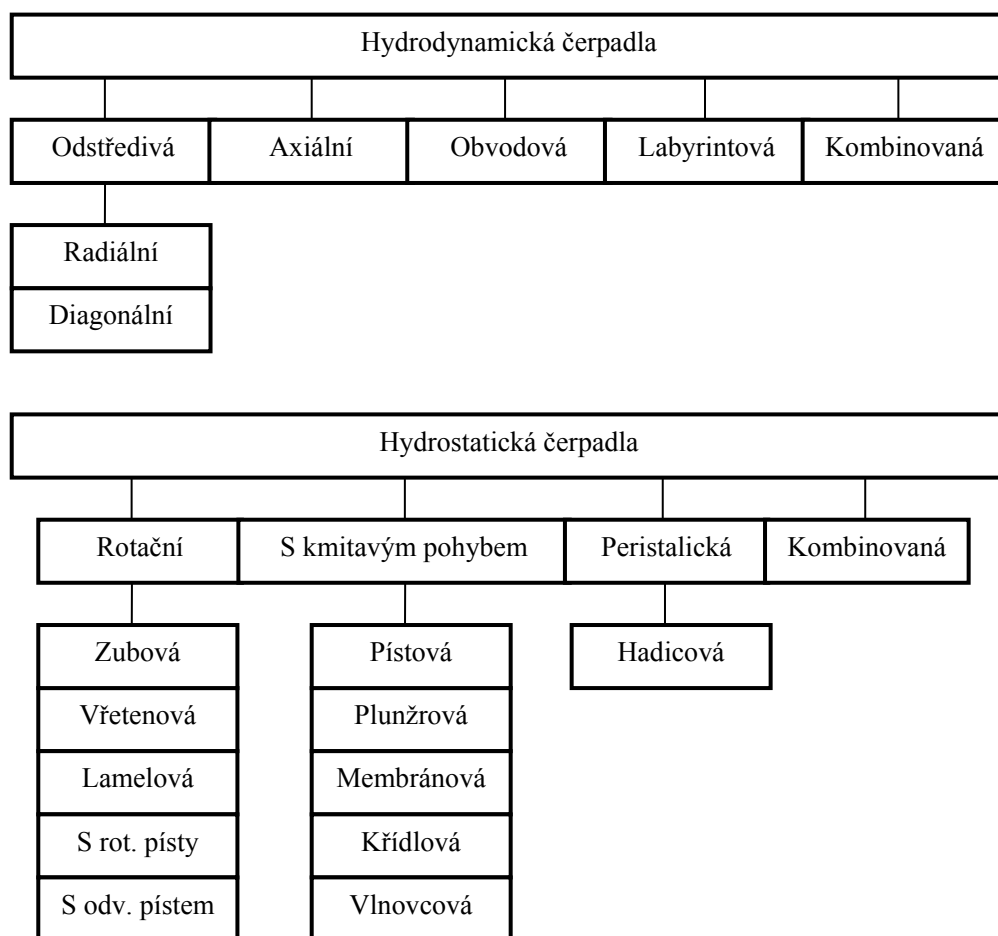 Hydrodynamická čerpadla
Odstředivá
Axiální
Obvodová
Labyrintová
Kombinovaná
Radiální
Diagonální
Hydrostatická čerpadla
Rotační
S kmitavým pohybem
Peristalická
Kombinovaná
Zubová
Vřetenová
Lamelová
S rot. písty
S odv. pístem
Pístová
Plunžrová
Membránová
Křídlová
Vlnovcová
Hadicová